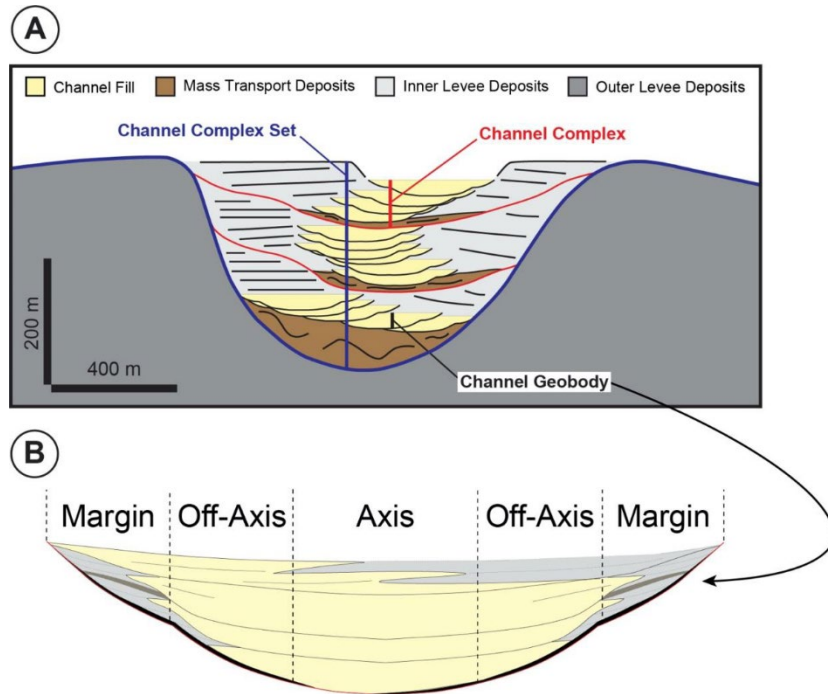 A
Channel Fill Mass Transport Deposits Inner Levee Deposits Outer Levee Deposits
Channel Complex Set Channel Complex
200 m
400 m
Channel Geobody
B
Margin Off-Axis Axis Off-Axis Margin